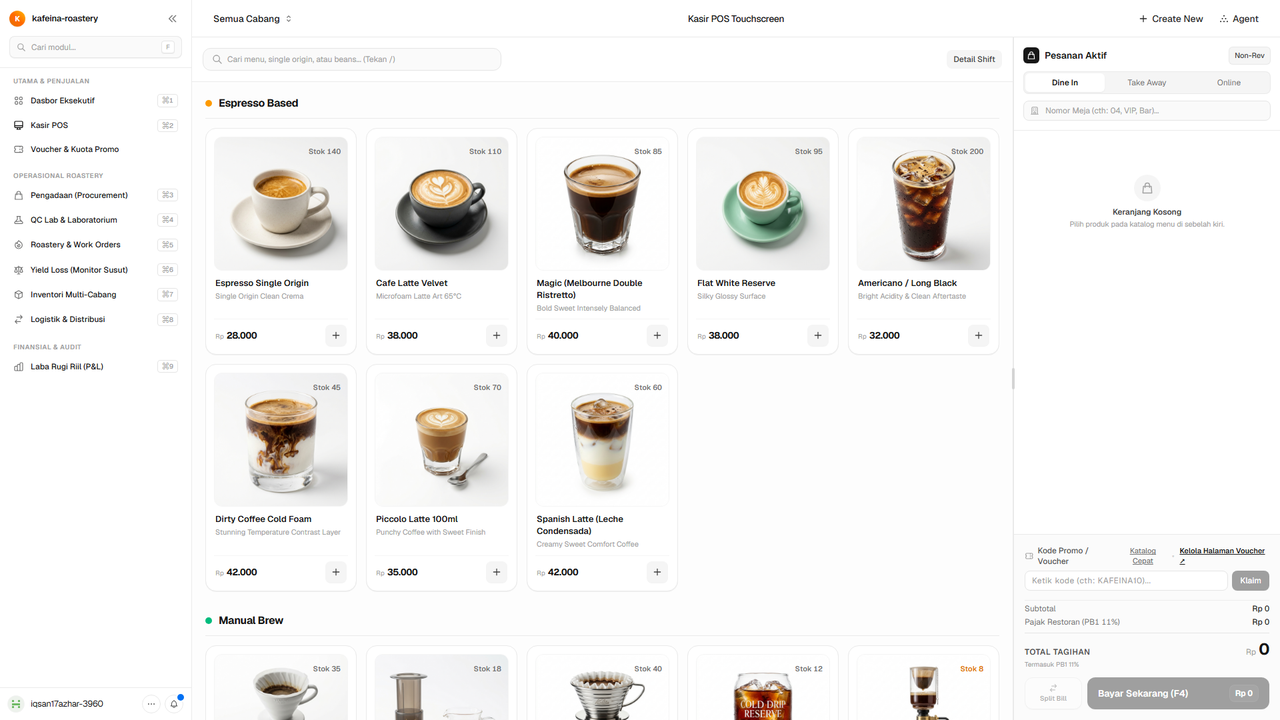 K
kafeina-roastery
Cari modul...
F
UTAMA & PENJUALAN
Dasbor Eksekutif
⌘1
Kasir POS
⌘2
Voucher & Kuota Promo
OPERASIONAL ROASTERY
Pengadaan (Procurement)
⌘3
QC Lab & Laboratorium
⌘4
Roastery & Work Orders
⌘5
Yield Loss (Monitor Susut)
⌘6
Inventori Multi-Cabang
⌘7
Logistik & Distribusi
⌘8
FINANSIAL & AUDIT
Laba Rugi Riil (P&L)
⌘9
iqsan17azhar-3960
Semua Cabang
Kasir POS Touchscreen
Create New
Agent
Cari menu, single origin, atau beans... (Tekan /)
Detail Shift
Espresso Based
Stok 140
Espresso Single Origin
Single Origin Clean Crema
Rp 28.000
Stok 110
Cafe Latte Velvet
Microfoam Latte Art 65°C
Rp 38.000
Stok 85
Magic (Melbourne Double
Ristretto)
Bold Sweet Intensely Balanced
Rp 40.000
Stok 95
Flat White Reserve
Silky Glossy Surface
Rp 38.000
Stok 200
Americano / Long Black
Bright Acidity & Clean Aftertaste
Rp 32.000
Stok 45
Dirty Coffee Cold Foam
Stunning Temperature Contrast Layer
Rp 42.000
Stok 70
Piccolo Latte 100ml
Punchy Coffee with Sweet Finish
Rp 35.000
Stok 60
Spanish Latte (Leche
Condensada)
Creamy Sweet Comfort Coffee
Rp 42.000
Manual Brew
Stok 35
Stok 18
Stok 40
Stok 12
COLD DRIP
RESERVE
Stok 8
Pesanan Aktif
Non-Rev
Dine In
Take Away
Online
Nomor Meja (cth: 04, VIP, Bar)...
Keranjang Kosong
Pilih produk pada katalog menu di sebelah kiri.
Kode Promo /
Voucher
Katalog
Cepat
·
Kelola Halaman Voucher
↗
Ketik kode (cth: KAFEINA10)...
Klaim
Subtotal
Rp 0
Pajak Restoran (PB1 11%)
Rp 0
TOTAL TAGIHAN
Rp 0
Termasuk PB1 11%
Split Bill
Bayar Sekarang (F4)
Rp 0